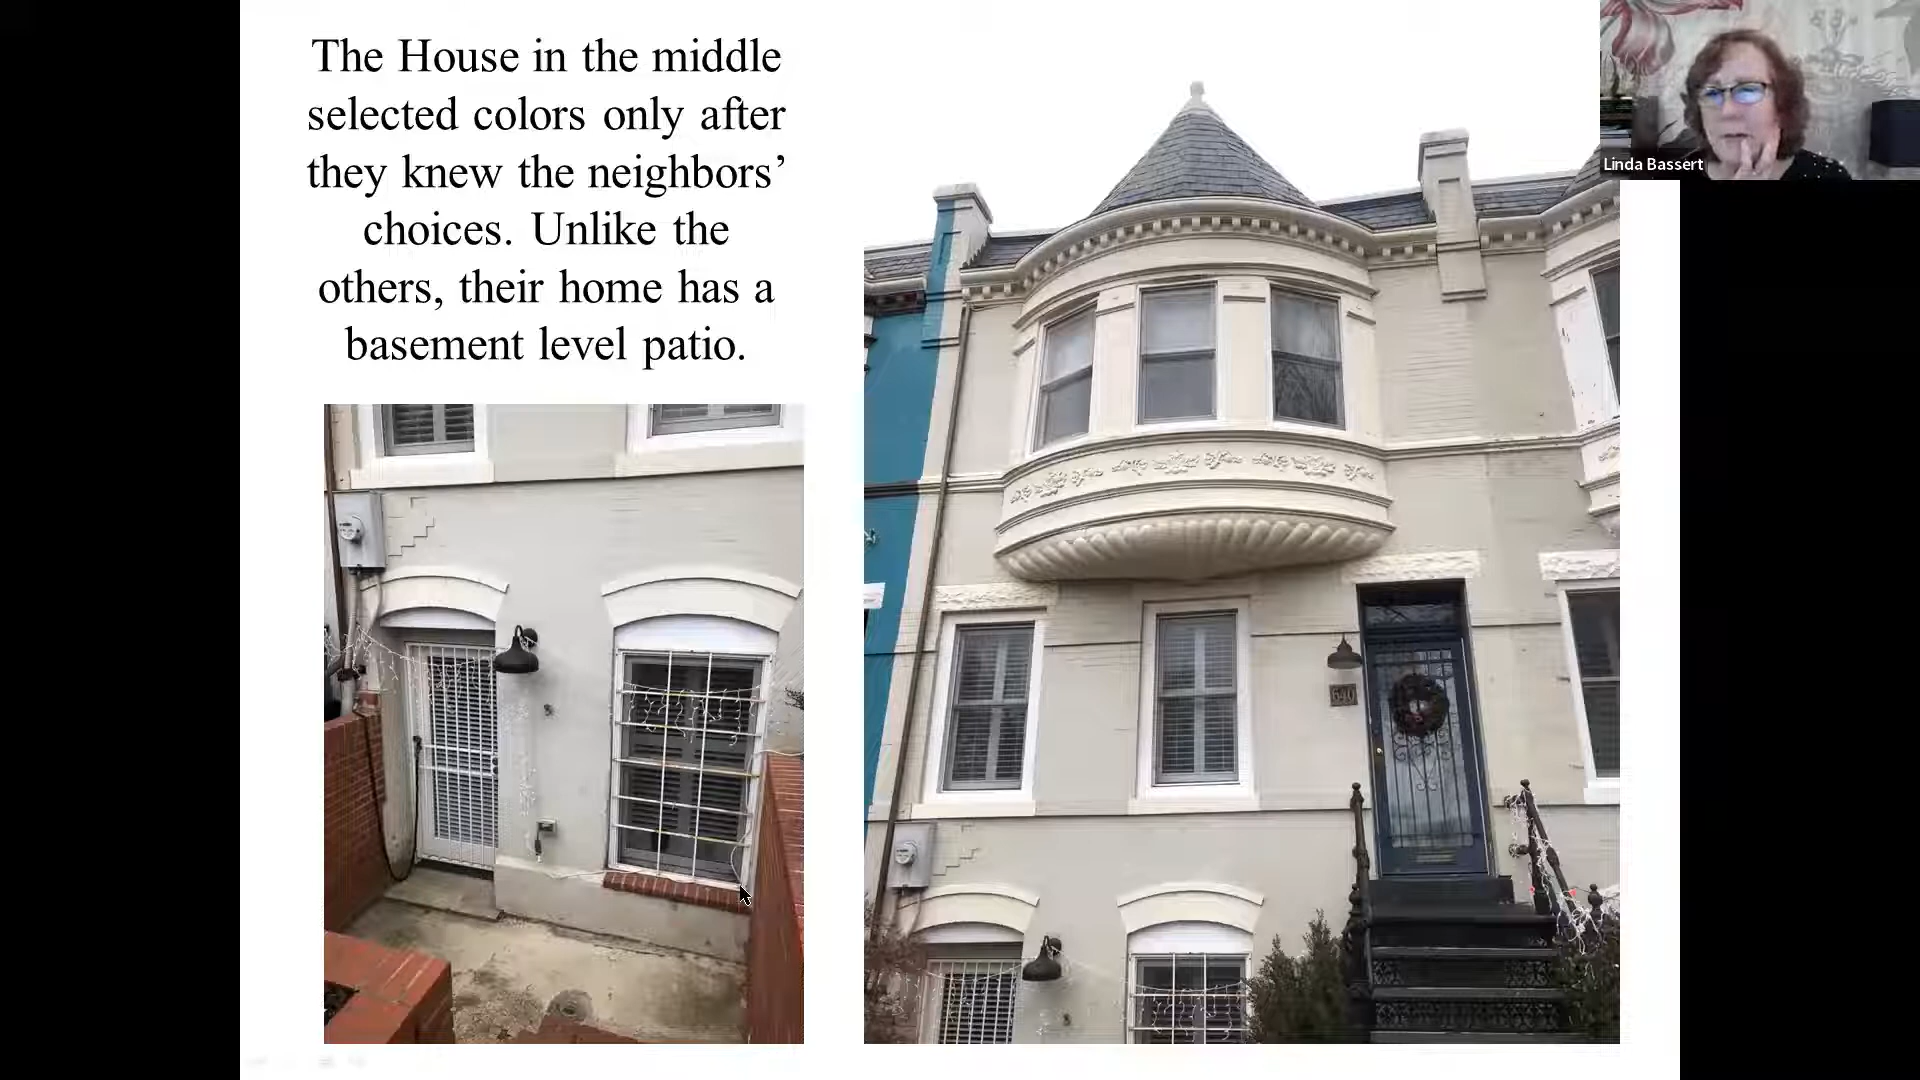 The House in the middle
selected colors only after
they knew the neighbors’
choices. Unlike the
others, their home has a
basement level patio.
Linda Bassert
640